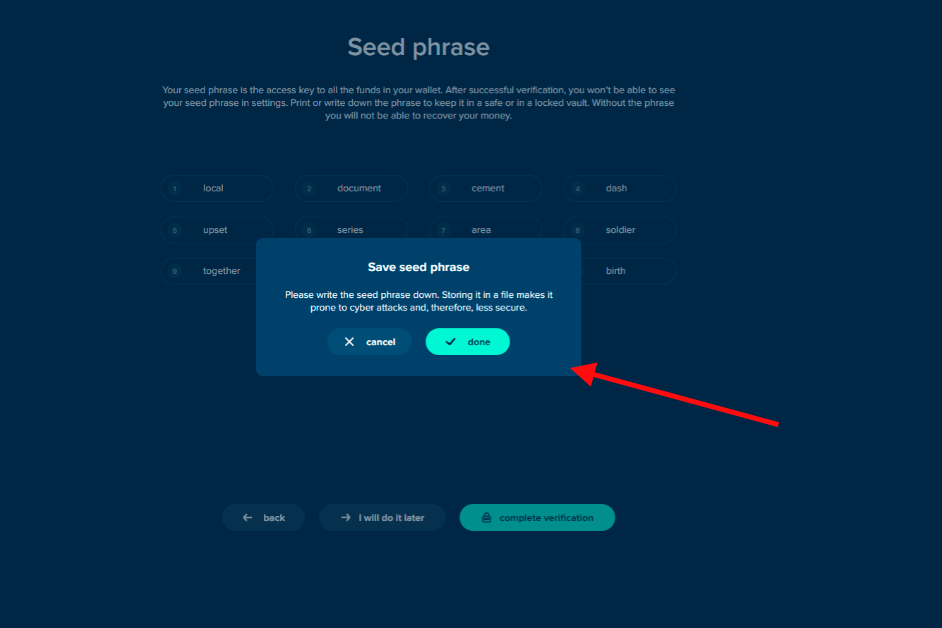 Seed phrase
Your seed phrase is the access key to all the funds in your wallet. After successful verification, you won't be able to see
your seed phrase in settings. Print or write down the phrase to keep it in a safe or in a locked vault. Without the phrase
you will not be able to recover your money.
1 local 2 document 3 cement 4 dash
5 upset 6 series 7 area 8 soldier
9 together birth
Save seed phrase
Please write the seed phrase down. Storing it in a file makes it
prone to cyber attacks and, therefore, less secure.
cancel done
back I will do it later complete verification